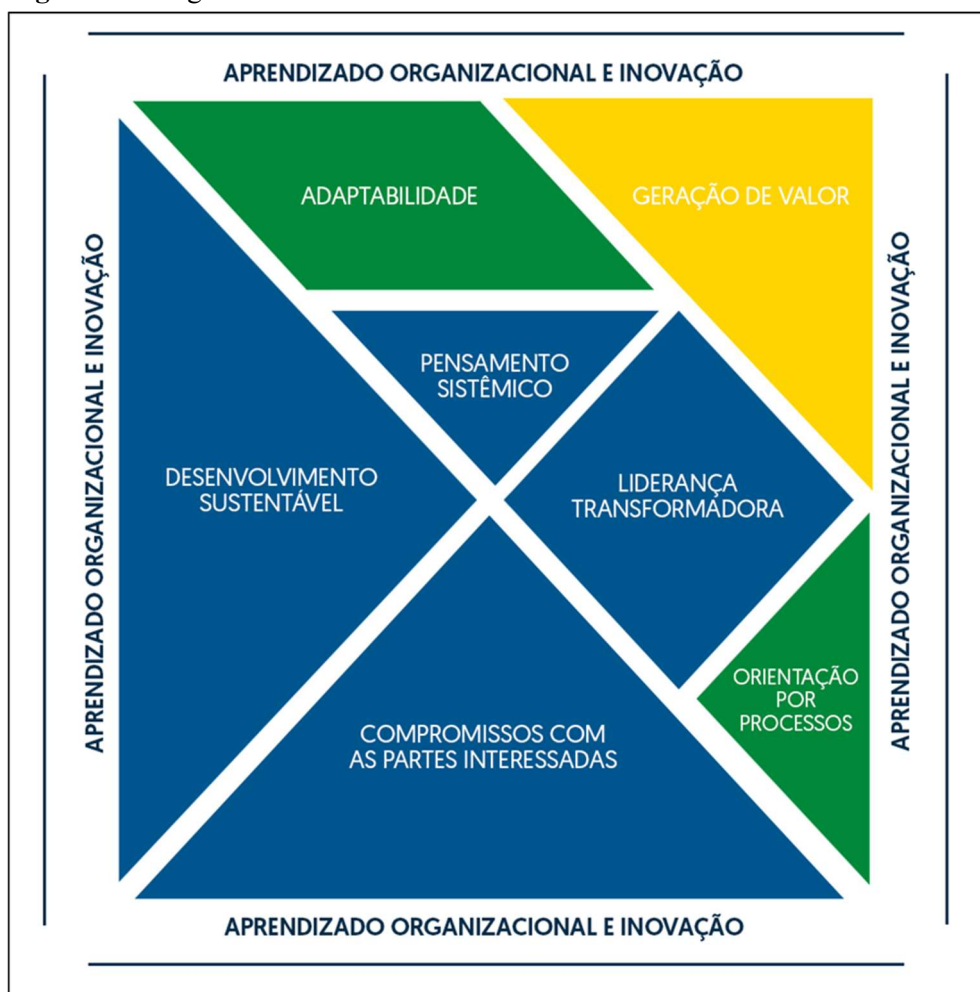 APRENDIZADO ORGANIZACIONAL E INOVAÇÃO
ADAPTABILIDADE
GERAÇÃO DE VALOR
APRENDIZADO ORGANIZACIONAL E INOVAÇÃO
PENSAMENTO
SISTÊMICO
DESENVOLVIMENTO
SUSTENTÁVEL
LIDERANÇA
TRANSFORMADORA
APRENDIZADO ORGANIZACIONAL E INOVAÇÃO
ORIENTAÇÃO
POR
PROCESSOS
COMPROMISSOS COM
AS PARTES INTERESSADAS
APRENDIZADO ORGANIZACIONAL E INOVAÇÃO